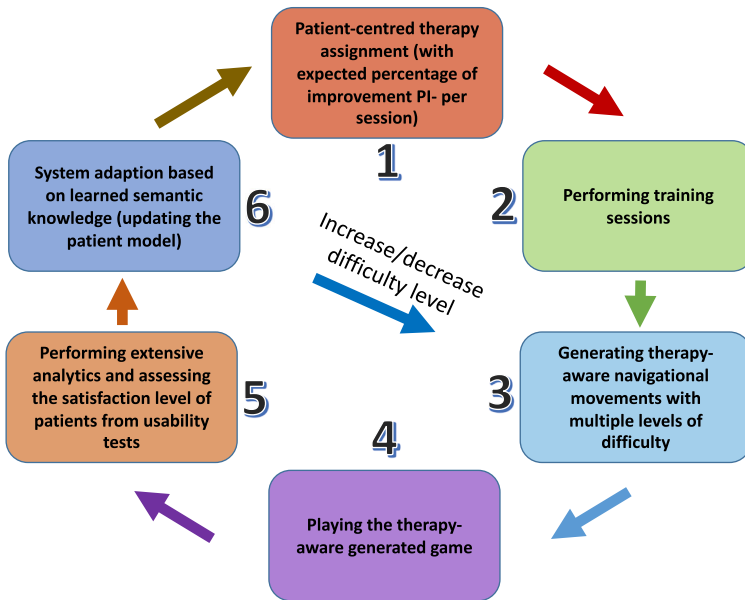 Patient-centred therapy
assignment (with
expected percentage of
improvement PI- per
session)
1
Performing training
sessions
2
Generating therapy-
aware navigational
movements with
multiple levels of
difficulty
3
Playing the therapy-
aware generated game
4
Performing extensive
analytics and assessing
the satisfaction level of
patients from usability
tests
5
System adaption based
on learned semantic
knowledge (updating the
patient model)
6
Increase/decrease
difficulty level